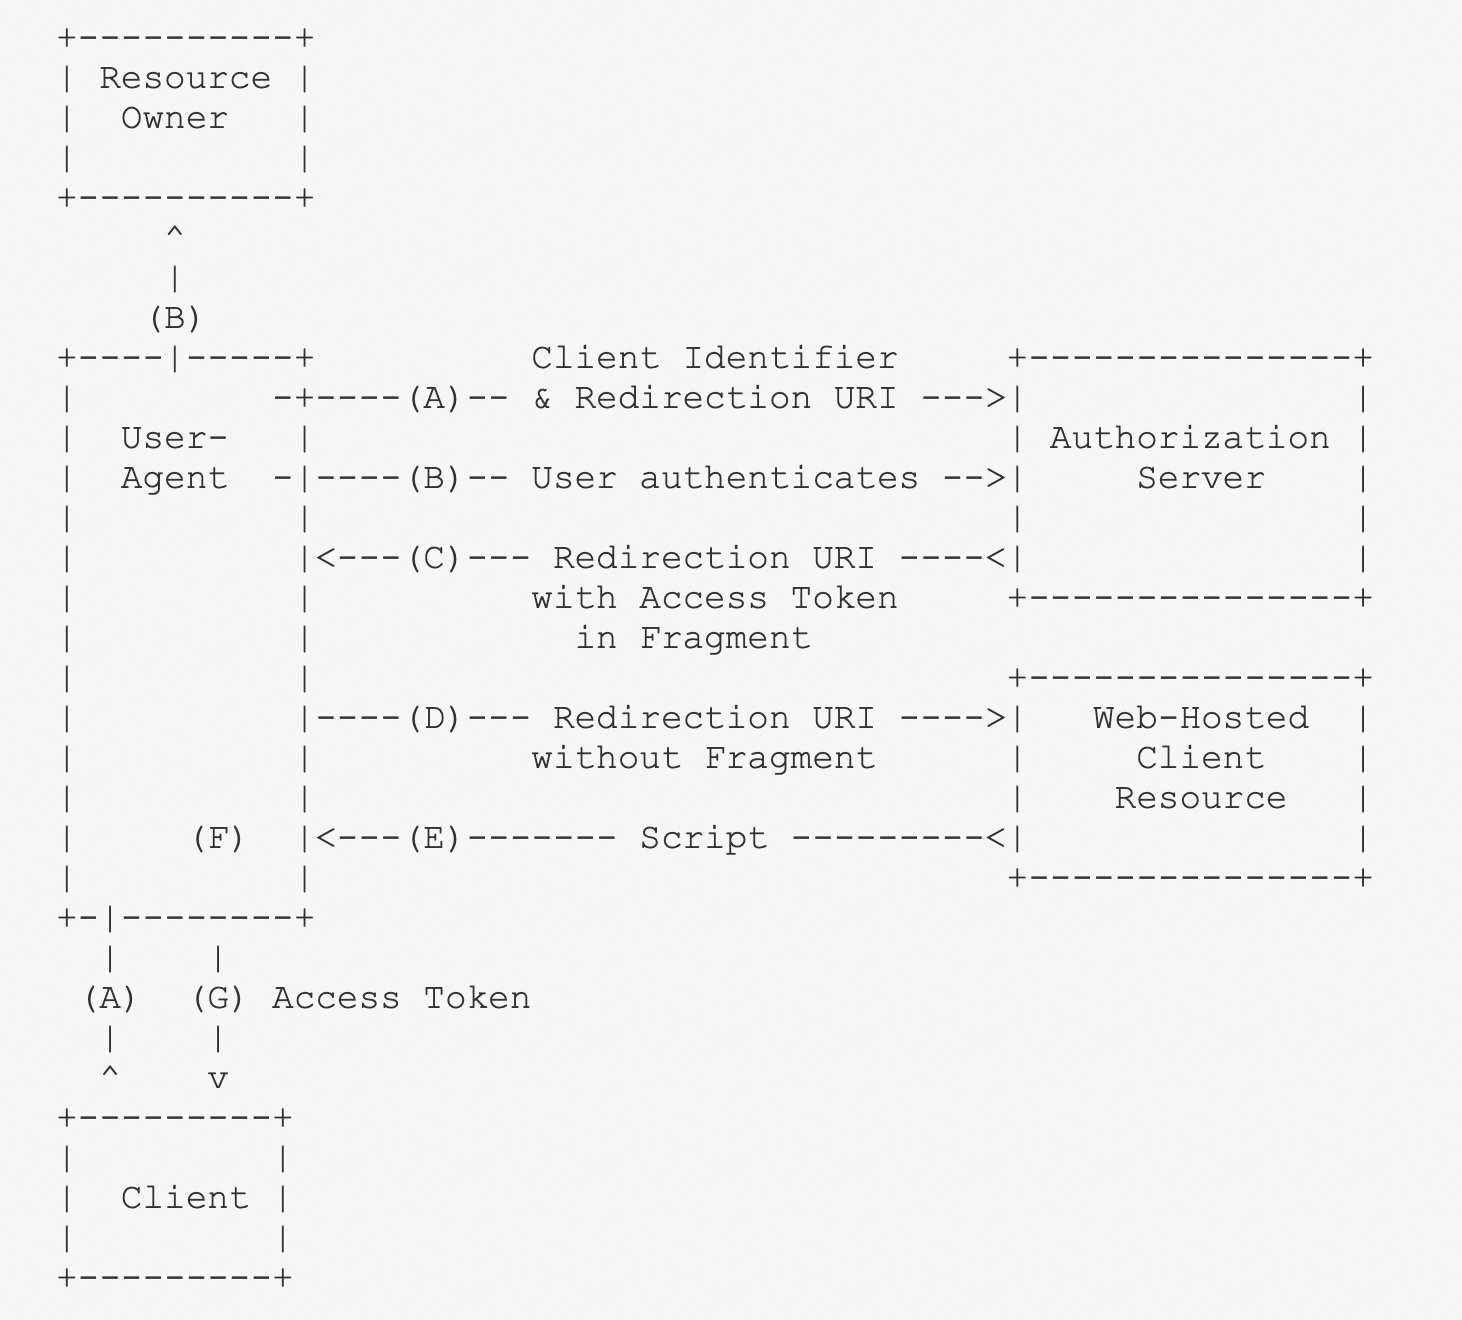 +----------+
| Resource |
|  Owner   |
|          |
+----------+
     ^
     |
    (B)
+----|-----+          Client Identifier     +---------------+
|         -+----(A)-- & Redirection URI --->|               |
|  User-   |                                | Authorization |
|  Agent  -|----(B)-- User authenticates -->|     Server    |
|          |                                |               |
|          |<---(C)--- Redirection URI ----<|               |
|          |          with Access Token     +---------------+
|          |            in Fragment
|          |                                +---------------+
|          |----(D)--- Redirection URI ---->|   Web-Hosted  |
|          |          without Fragment      |     Client    |
|          |                                |    Resource   |
|     (F)  |<---(E)------- Script ---------<|               |
|          |                                +---------------+
+-|--------+
  |    |
 (A)  (G) Access Token
  |    |
  ^    v
+---------+
|         |
|  Client |
|         |
+---------+